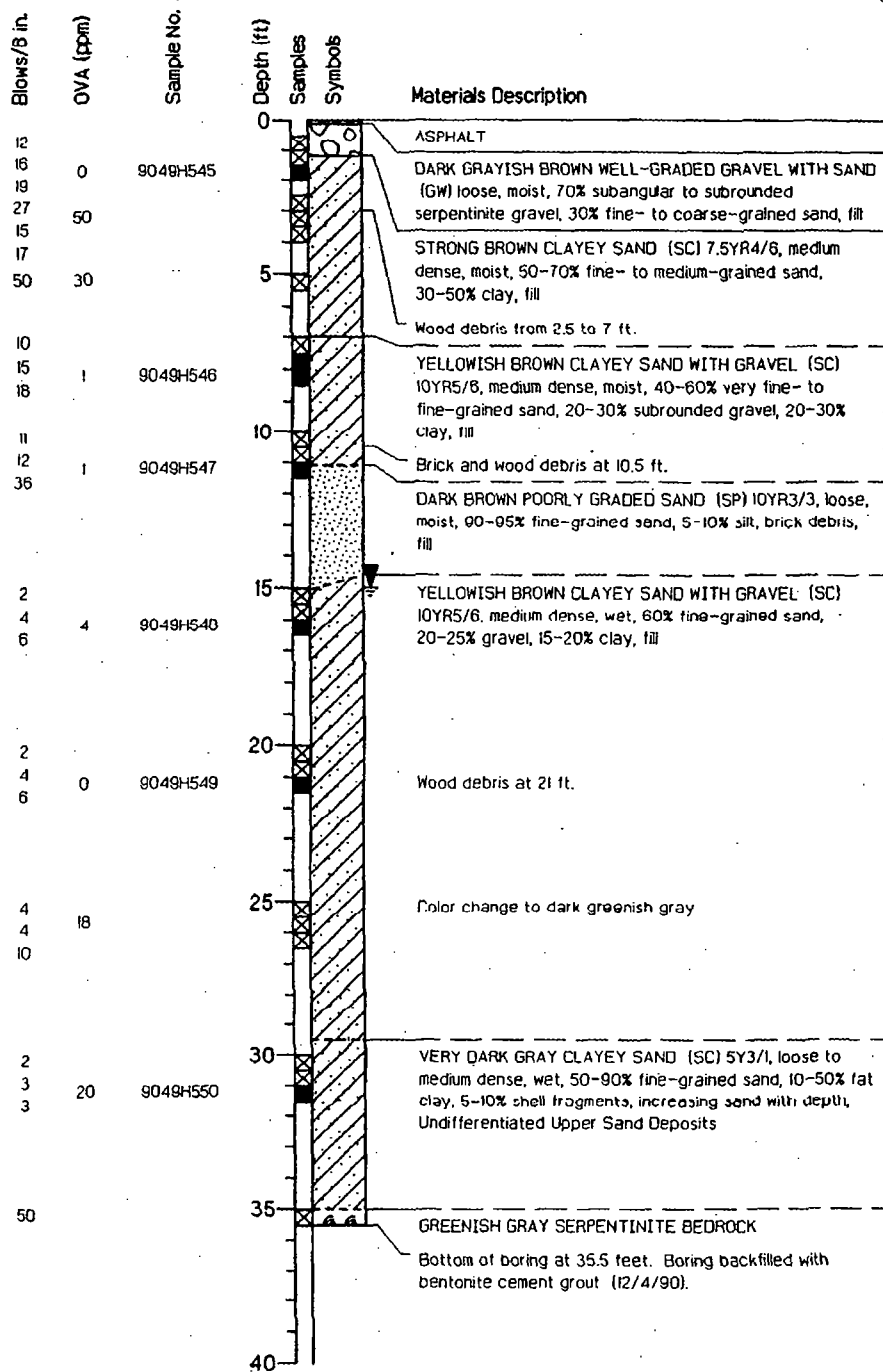 Blows/6 in.
OVA (ppm)
Sample No.
Depth (ft)
Samples
Symbols
Materials Description
0
ASPHALT
12
16
19
0
9049H545
DARK GRAYISH BROWN WELL-GRADED GRAVEL WITH SAND
(GW) loose, moist, 70% subangular to subrounded
serpentinite gravel, 30% fine- to coarse-grained sand, fill
27
15
17
50
STRONG BROWN CLAYEY SAND (SC) 7.5YR4/6, medium
dense, moist, 50-70% fine- to medium-grained sand,
30-50% clay, fill
50
30
5
Wood debris from 2.5 to 7 ft.
10
15
18
1
9049H546
YELLOWISH BROWN CLAYEY SAND WITH GRAVEL (SC)
10YR5/6, medium dense, moist, 40-60% very fine- to
fine-grained sand, 20-30% subrounded gravel, 20-30%
clay, fill
10
11
12
36
1
9049H547
Brick and wood debris at 10.5 ft.
DARK BROWN POORLY GRADED SAND (SP) 10YR3/3, loose,
moist, 90-95% fine-grained sand, 5-10% silt, brick debris,
fill
15
2
4
6
4
9049H548
YELLOWISH BROWN CLAYEY SAND WITH GRAVEL (SC)
10YR5/6, medium dense, wet, 60% fine-grained sand,
20-25% gravel, 15-20% clay, fill
20
2
4
6
0
9049H549
Wood debris at 21 ft.
25
4
4
10
18
Color change to dark greenish gray
30
2
3
3
20
9049H550
VERY DARK GRAY CLAYEY SAND (SC) 5Y3/1, loose to
medium dense, wet, 50-90% fine-grained sand, 10-50% fat
clay, 5-10% shell fragments, increasing sand with depth,
Undifferentiated Upper Sand Deposits
35
50
GREENISH GRAY SERPENTINITE BEDROCK
Bottom of boring at 35.5 feet. Boring backfilled with
bentonite cement grout (12/4/90).
40